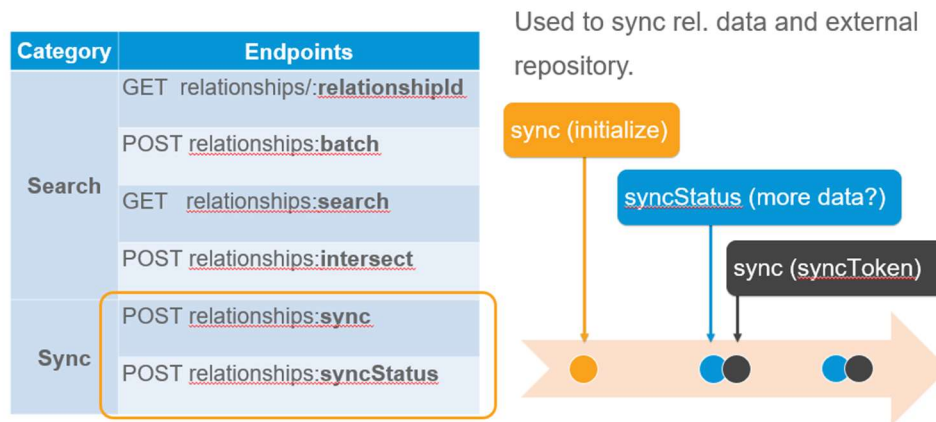 Category Endpoints
Search
GET relationships/:relationshipId
POST relationships:batch
GET relationships:search
POST relationships:intersect
Sync
POST relationships:sync
POST relationships:syncStatus
Used to sync rel. data and external
repository.
sync (initialize)
syncStatus (more data?)
sync (syncToken)